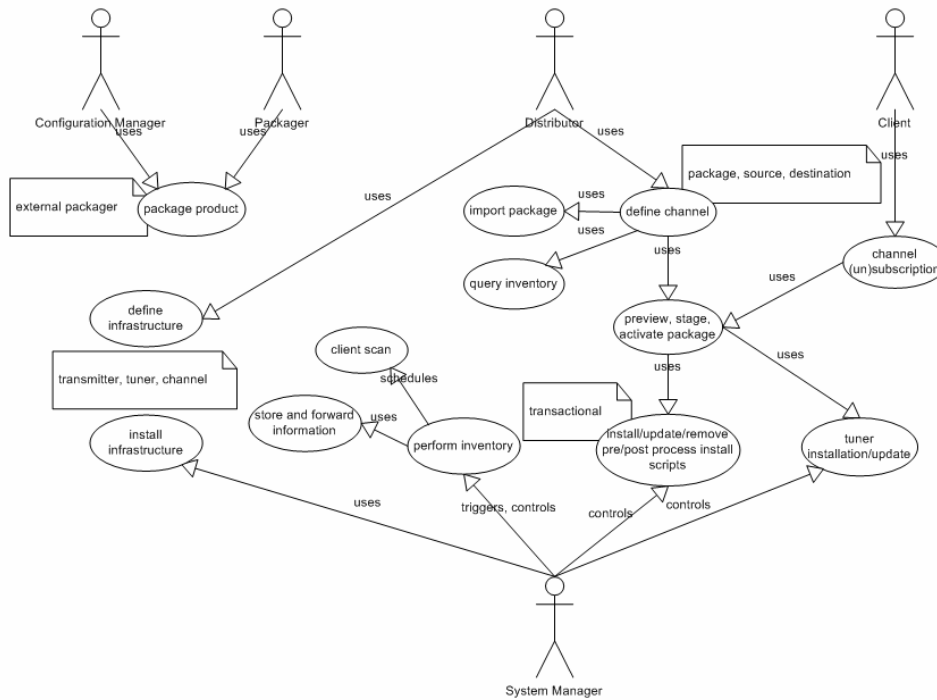 Configuration Manager
Packager
Distributor
Client
uses
uses
uses
uses
external packager
package product
package, source, destination
uses
import package
uses
define channel
uses
uses
channel
(un)subscription
query inventory
uses
define
infrastructure
preview, stage,
activate package
client scan
uses
schedules
uses
transmitter, tuner, channel
store and forward
information
uses
transactional
install
infrastructure
perform inventory
install/update/remove
pre/post process install
scripts
tuner
installation/update
uses
triggers, controls
controls
controls
System Manager